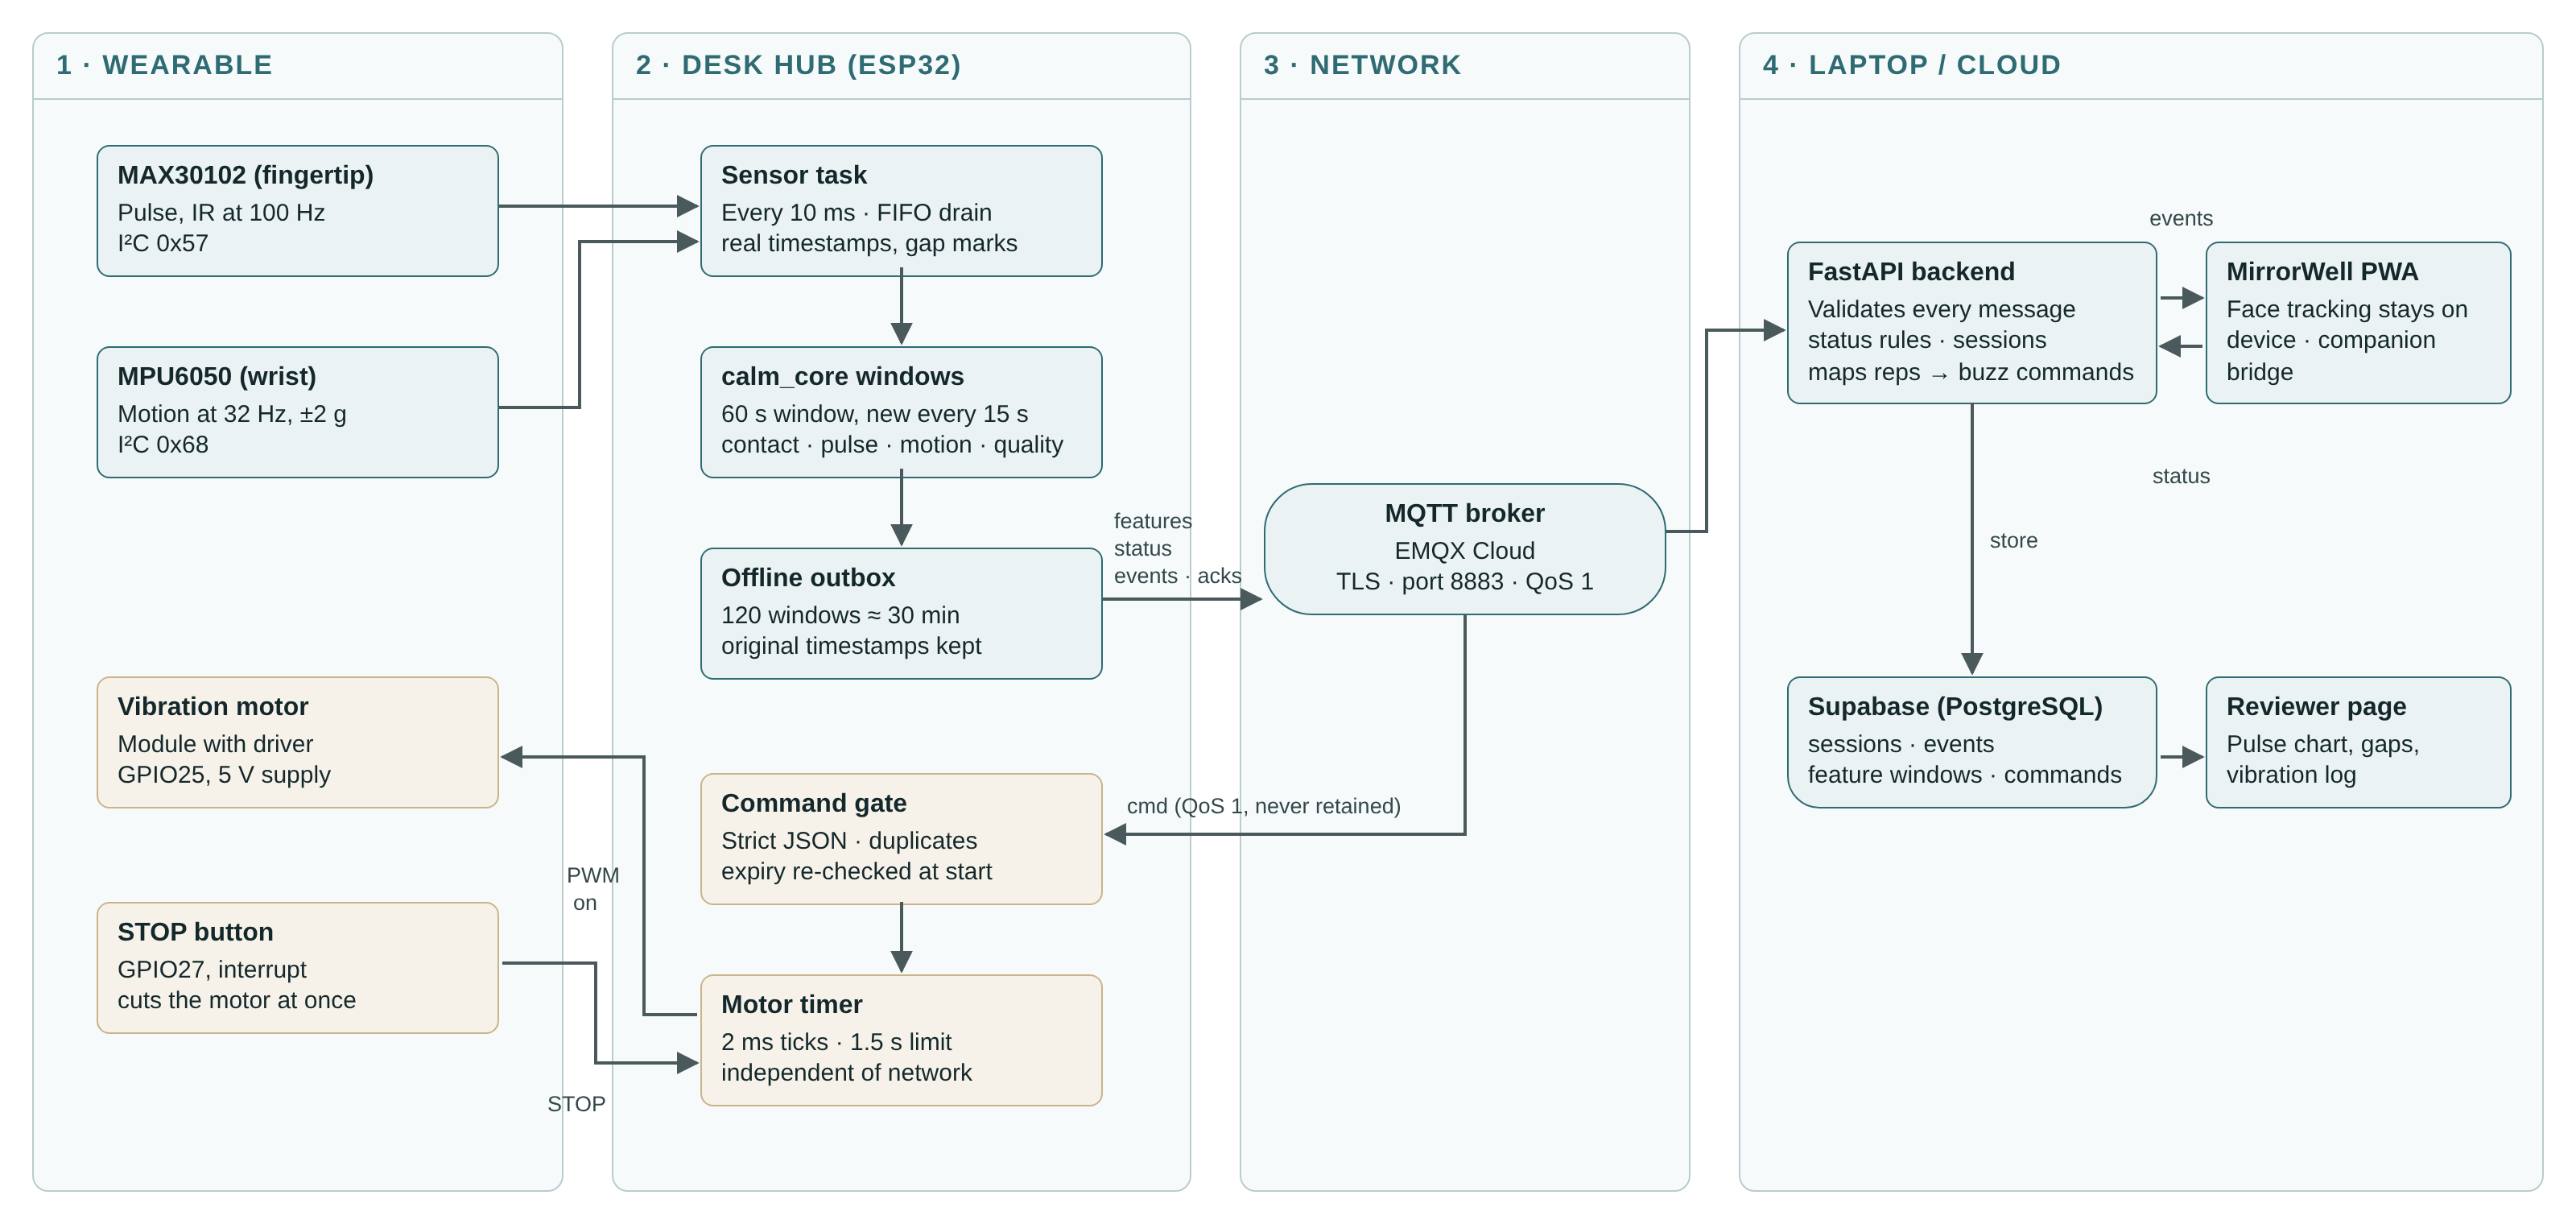 1 · WEARABLE
MAX30102 (fingertip)
Pulse, IR at 100 Hz
I²C 0x57
MPU6050 (wrist)
Motion at 32 Hz, ±2 g
I²C 0x68
Vibration motor
Module with driver
GPIO25, 5 V supply
STOP button
GPIO27, interrupt
cuts the motor at once
PWM
on
STOP
2 · DESK HUB (ESP32)
Sensor task
Every 10 ms · FIFO drain
real timestamps, gap marks
calm_core windows
60 s window, new every 15 s
contact · pulse · motion · quality
Offline outbox
120 windows ≈ 30 min
original timestamps kept
features
status
events · acks
Command gate
Strict JSON · duplicates
expiry re-checked at start
cmd (QoS 1, never retained)
Motor timer
2 ms ticks · 1.5 s limit
independent of network
3 · NETWORK
MQTT broker
EMQX Cloud
TLS · port 8883 · QoS 1
4 · LAPTOP / CLOUD
events
FastAPI backend
Validates every message
status rules · sessions
maps reps → buzz commands
MirrorWell PWA
Face tracking stays on
device · companion
bridge
status
store
Supabase (PostgreSQL)
sessions · events
feature windows · commands
Reviewer page
Pulse chart, gaps,
vibration log